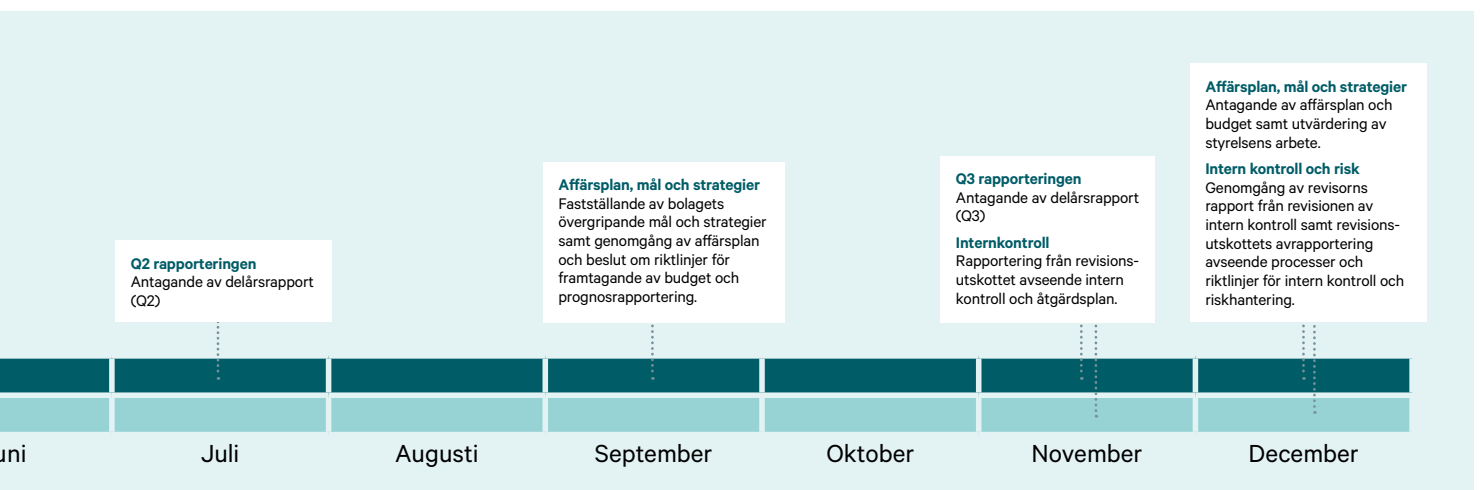 Q2 rapporteringen
Antagande av delårsrapport
(Q2)
Affärsplan, mål och strategier
Fastställande av bolagets
övergripande mål och strategier
samt genomgång av affärsplan
och beslut om riktlinjer för
framtagande av budget och
prognosrapportering.
Q3 rapporteringen
Antagande av delårsrapport
(Q3)
Internkontroll
Rapportering från revisions-
utskottet avseende intern
kontroll och åtgärdsplan.
Affärsplan, mål och strategier
Antagande av affärsplan och
budget samt utvärdering av
styrelsens arbete.
Intern kontroll och risk
Genomgång av revisorns
rapport från revisionen av
intern kontroll samt revisions-
utskottets avrapportering
avseende processer och
riktlinjer för intern kontroll och
riskhantering.
uni Juli Augusti September Oktober November December